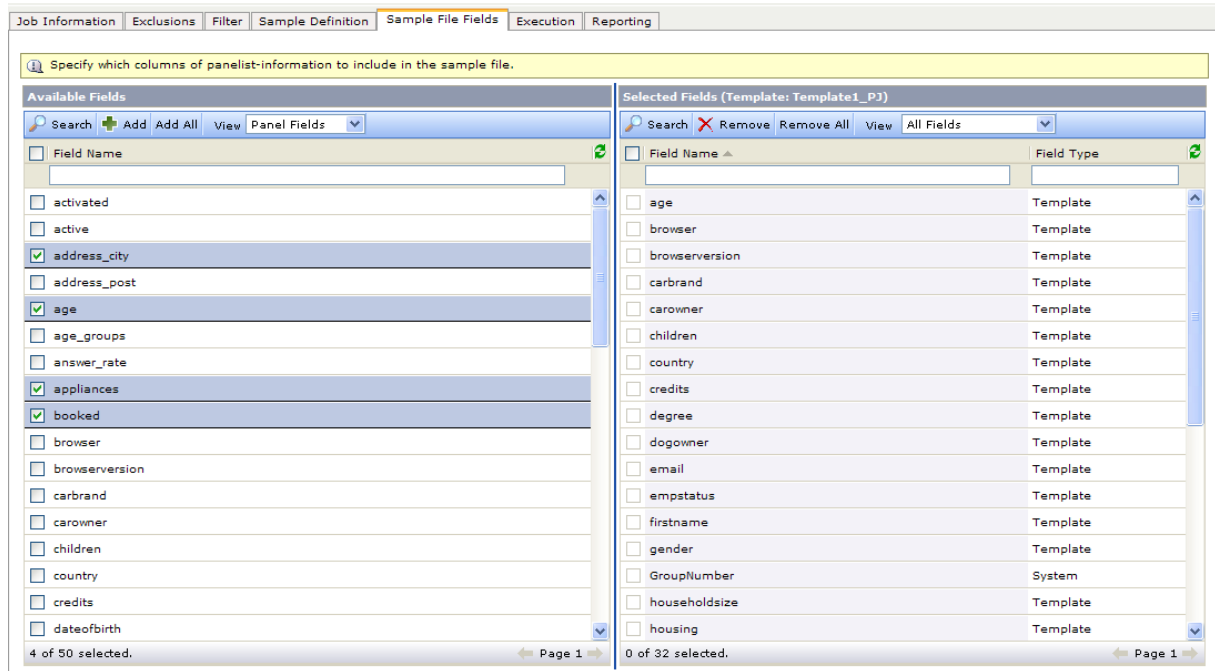 Job Information Exclusions Filter Sample Definition Sample File Fields Execution Reporting
Specify which columns of panelist-information to include in the sample file.
Available Fields
Search Add Add All View Panel Fields
Field Name
activated
active
address_city
address_post
age
age_groups
answer_rate
appliances
booked
browser
browserversion
carbrand
carowner
children
country
credits
dateofbirth
4 of 50 selected. Page 1
Selected Fields (Template: Template1_PJ)
Search Remove Remove All View All Fields
Field Name Field Type
age Template
browser Template
browserversion Template
carbrand Template
carowner Template
children Template
country Template
credits Template
degree Template
dogowner Template
email Template
empstatus Template
firstname Template
gender Template
GroupNumber System
householdsize Template
housing Template
0 of 32 selected. Page 1